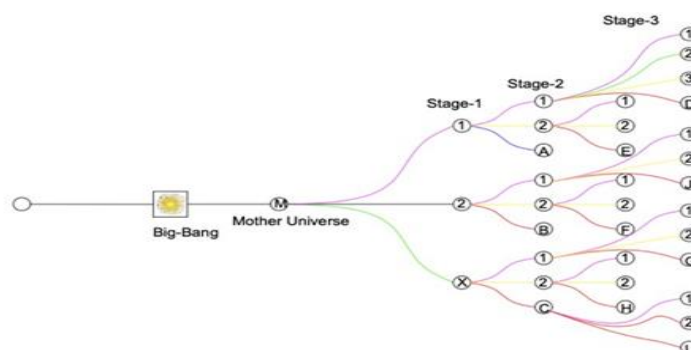 Stage-3
1
2
3
Stage-2
Stage-1
1 1 D
1 2 2 1
A E 2
1 1 J
M 2 2 2 1
Mother Universe
B F 2
Big-Bang
1 1
X 2 2
C H 1
2